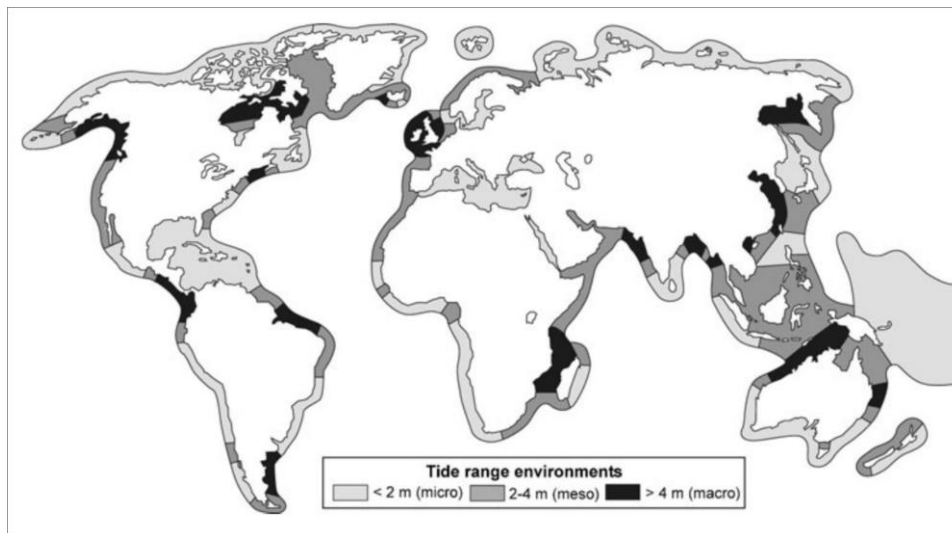 Tide range environments
< 2 m (micro) 2-4 m (meso) > 4 m (macro)